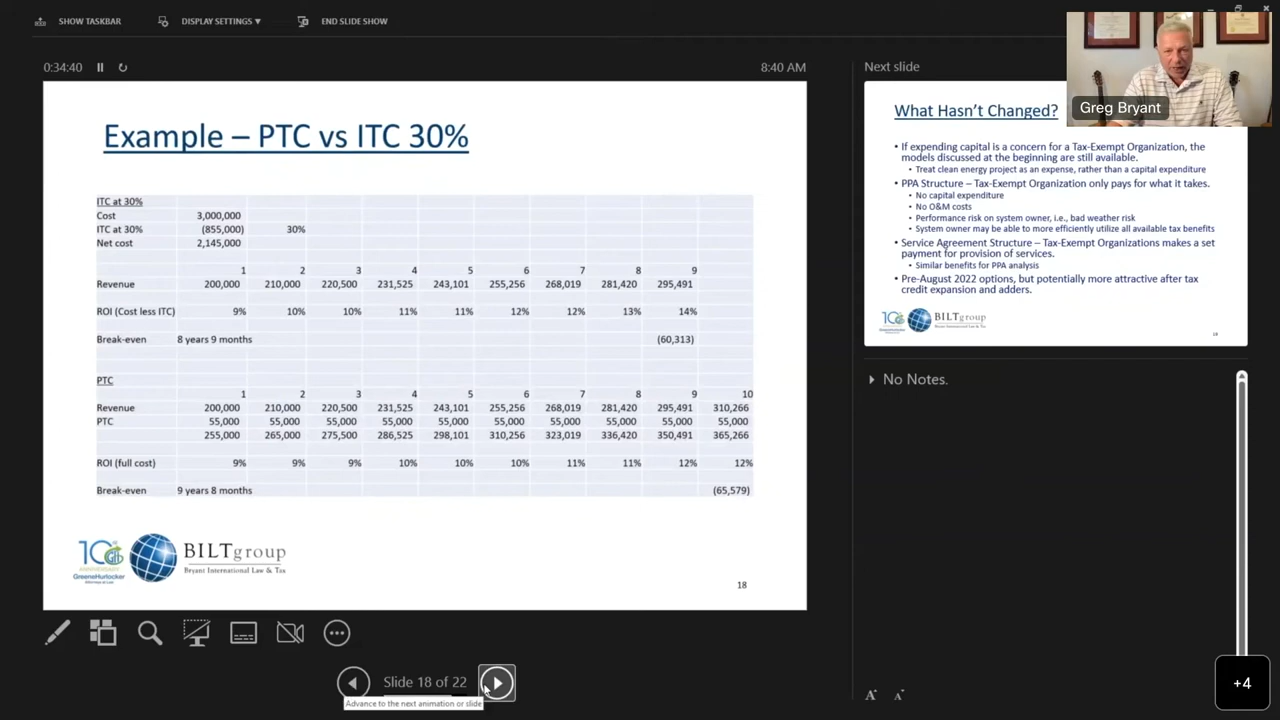 SHOW TASKBAR DISPLAY SETTINGS ▼ END SLIDE SHOW
0:34:40 8:40 AM
Example – PTC vs ITC 30%
ITC at 30%
Cost 3,000,000
ITC at 30% (855,000) 30%
Net cost 2,145,000
1 2 3 4 5 6 7 8 9
Revenue 200,000 210,000 220,500 231,525 243,101 255,256 268,019 281,420 295,491
ROI (Cost less ITC) 9% 10% 10% 11% 11% 12% 12% 13% 14%
Break-even 8 years 9 months (60,313)
PTC
1 2 3 4 5 6 7 8 9 10
Revenue 200,000 210,000 220,500 231,525 243,101 255,256 268,019 281,420 295,491 310,266
PTC 55,000 55,000 55,000 55,000 55,000 55,000 55,000 55,000 55,000 55,000
255,000 265,000 275,500 286,525 298,101 310,256 323,019 336,420 350,491 365,266
ROI (full cost) 9% 9% 9% 10% 10% 10% 11% 11% 12% 12%
Break-even 9 years 8 months (65,579)
10
ANNIVERSARY
GreeneHurlocker
Attorneys at Law
BILTgroup
Bryant International Law & Tax
18
Slide 18 of 22
Advance to the next animation or slide
Next slide
Greg Bryant
What Hasn't Changed?
• If expending capital is a concern for a Tax-Exempt Organization, the
models discussed at the beginning are still available.
• Treat clean energy project as an expense, rather than a capital expenditure
• PPA Structure – Tax-Exempt Organization only pays for what it takes.
• No capital expenditure
• No O&M costs
• Performance risk on system owner, i.e., bad weather risk
• System owner may be able to more efficiently utilize all available tax benefits
• Service Agreement Structure – Tax-Exempt Organizations makes a set
payment for provision of services.
• Similar benefits for PPA analysis
• Pre-August 2022 options, but potentially more attractive after tax
credit expansion and adders.
BILTgroup
Bryant International Law & Tax
No Notes.
A A
+4